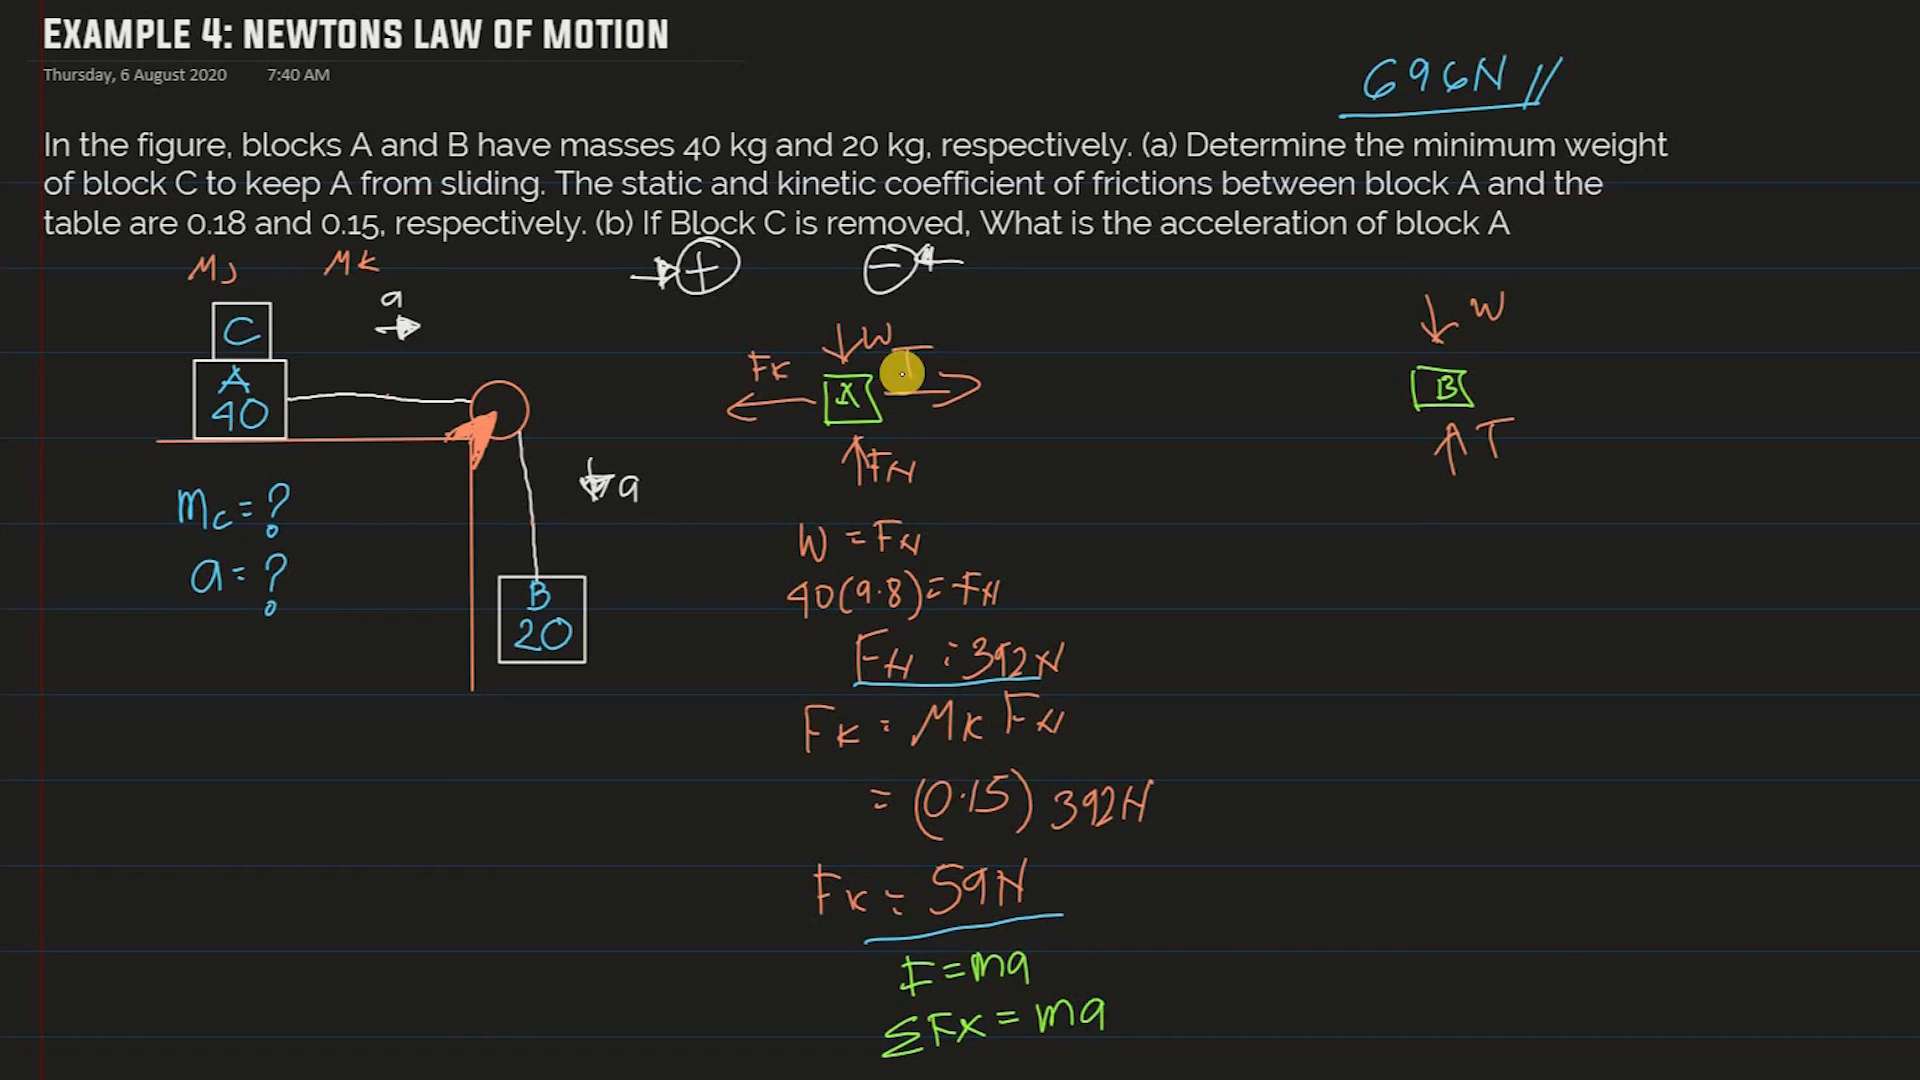 EXAMPLE 4: NEWTONS LAW OF MOTION
Thursday, 6 August 2020 7:40 AM
696N //
In the figure, blocks A and B have masses 40 kg and 20 kg, respectively. (a) Determine the minimum weight
of block C to keep A from sliding. The static and kinetic coefficient of frictions between block A and the
table are 0.18 and 0.15, respectively. (b) If Block C is removed, What is the acceleration of block A
Ms Mk
+ -
a
C
A
40
mc = ?
a = ?
a
B
20
W
Fk
A
T
FN
W
B
T
W = FN
40(9.8) = FN
FN = 392N
Fk = Mk FN
= (0.15) 392N
Fk = 59N
F = ma
ΣFx = ma